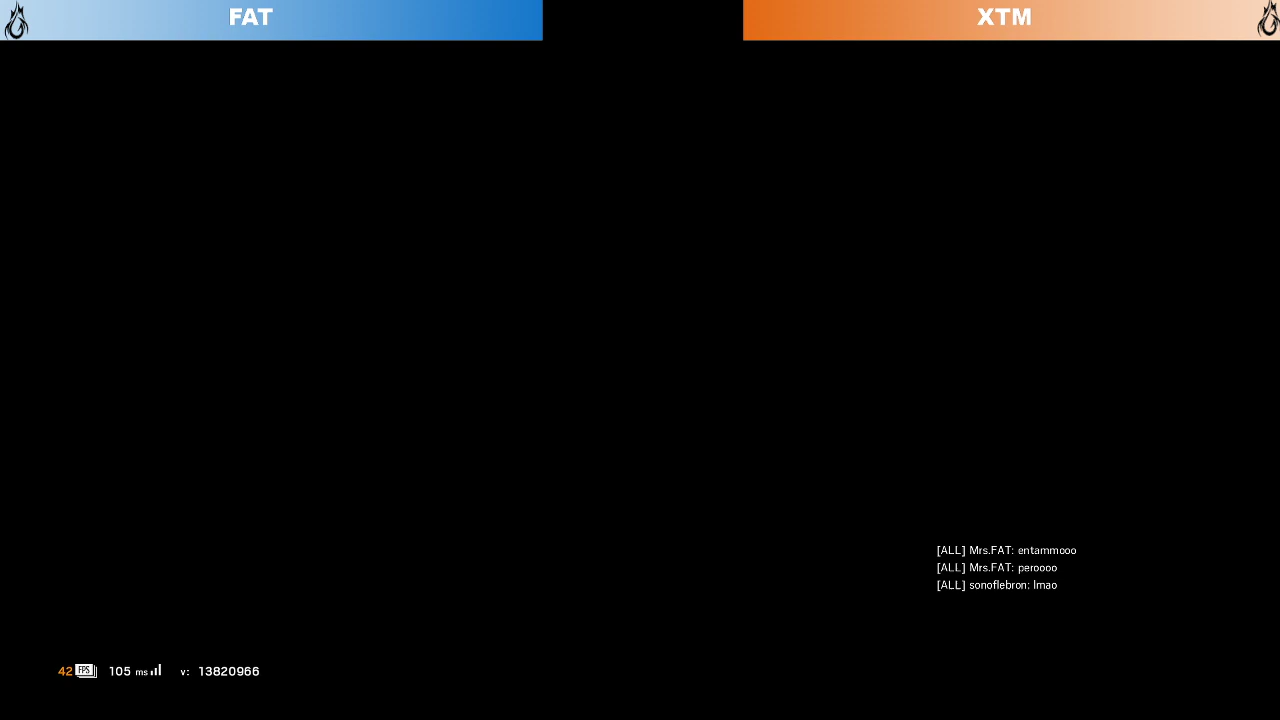 FAT
XTM
[ALL] Mrs.FAT: entammooo
[ALL] Mrs.FAT: peroooo
[ALL] sonoflebron: lmao
42 FPS 105 ms v: 13820966